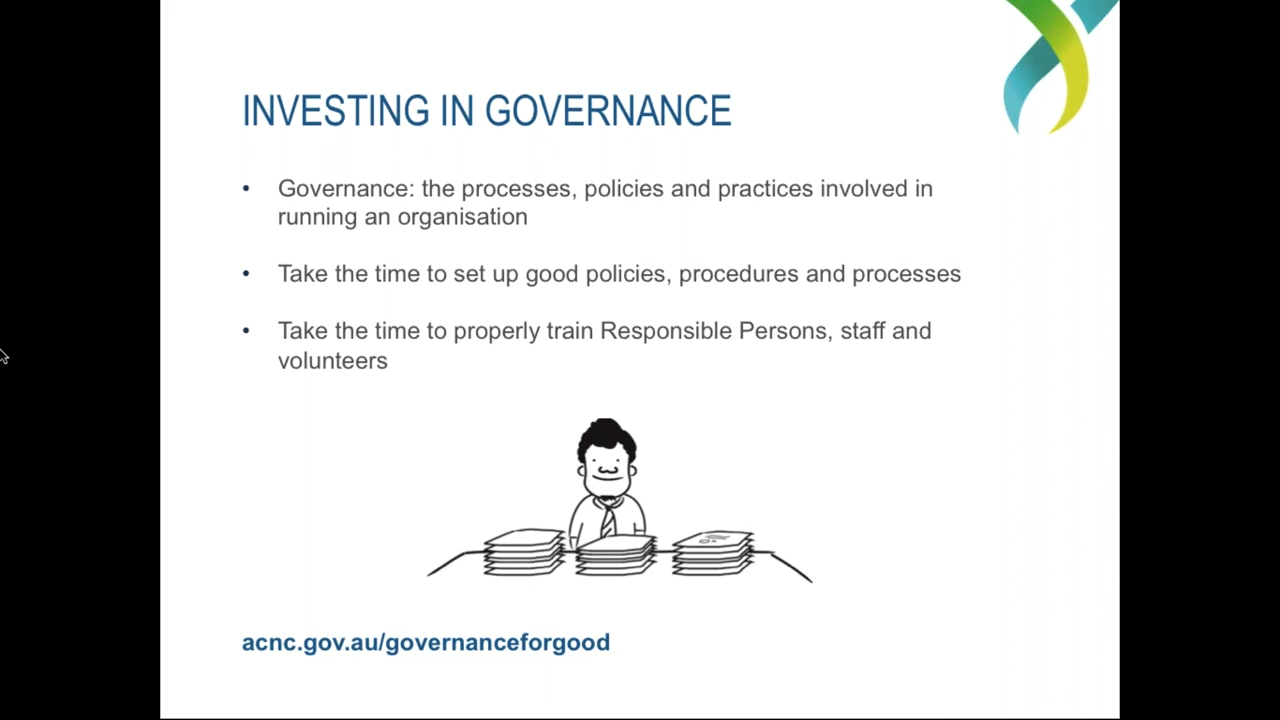 INVESTING IN GOVERNANCE
• Governance: the processes, policies and practices involved in
running an organisation
• Take the time to set up good policies, procedures and processes
• Take the time to properly train Responsible Persons, staff and
volunteers
acnc.gov.au/governanceforgood